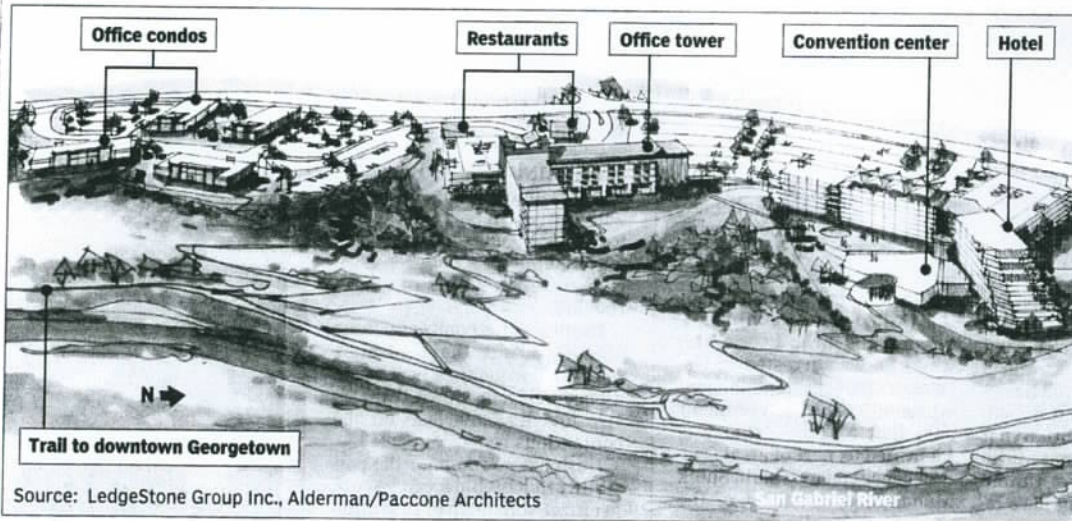 Office condos
Restaurants
Office tower
Convention center
Hotel
N
Trail to downtown Georgetown
Source: LedgeStone Group Inc., Alderman/Paccone Architects
San Gabriel River